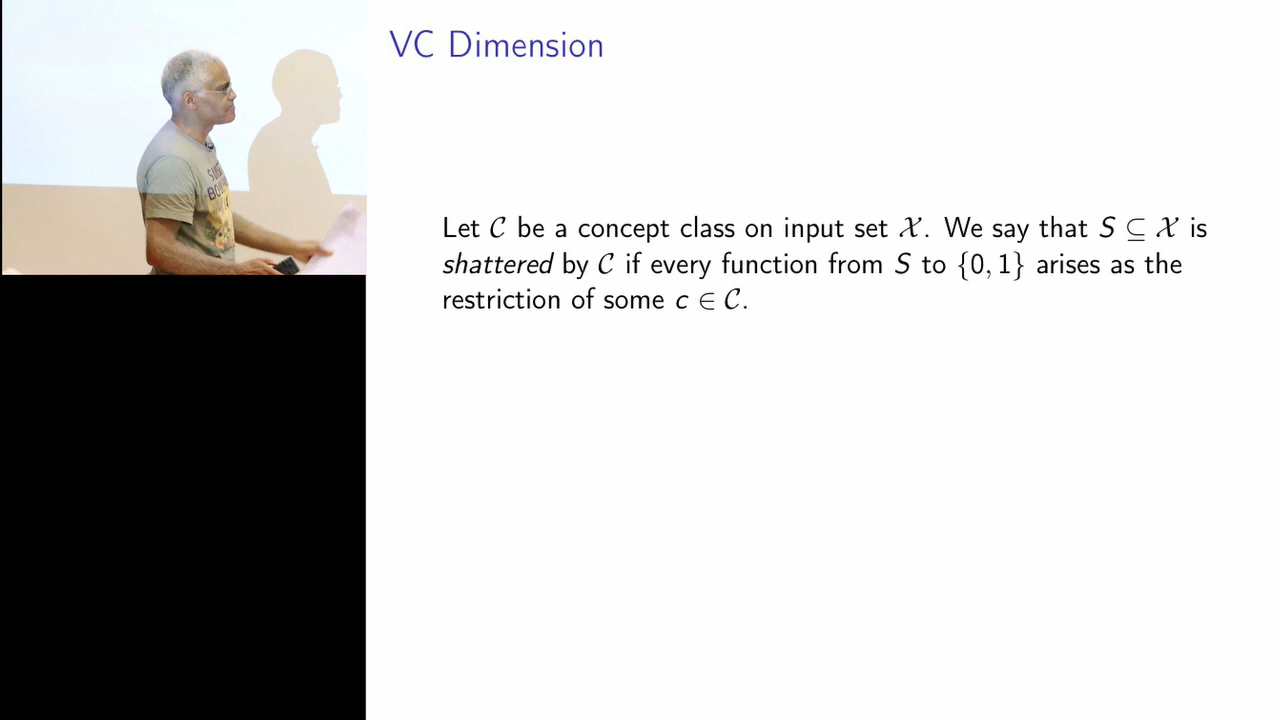 VC Dimension
Let 𝒞 be a concept class on input set 𝒳. We say that S ⊆ 𝒳 is
shattered by 𝒞 if every function from S to {0, 1} arises as the
restriction of some c ∈ 𝒞.